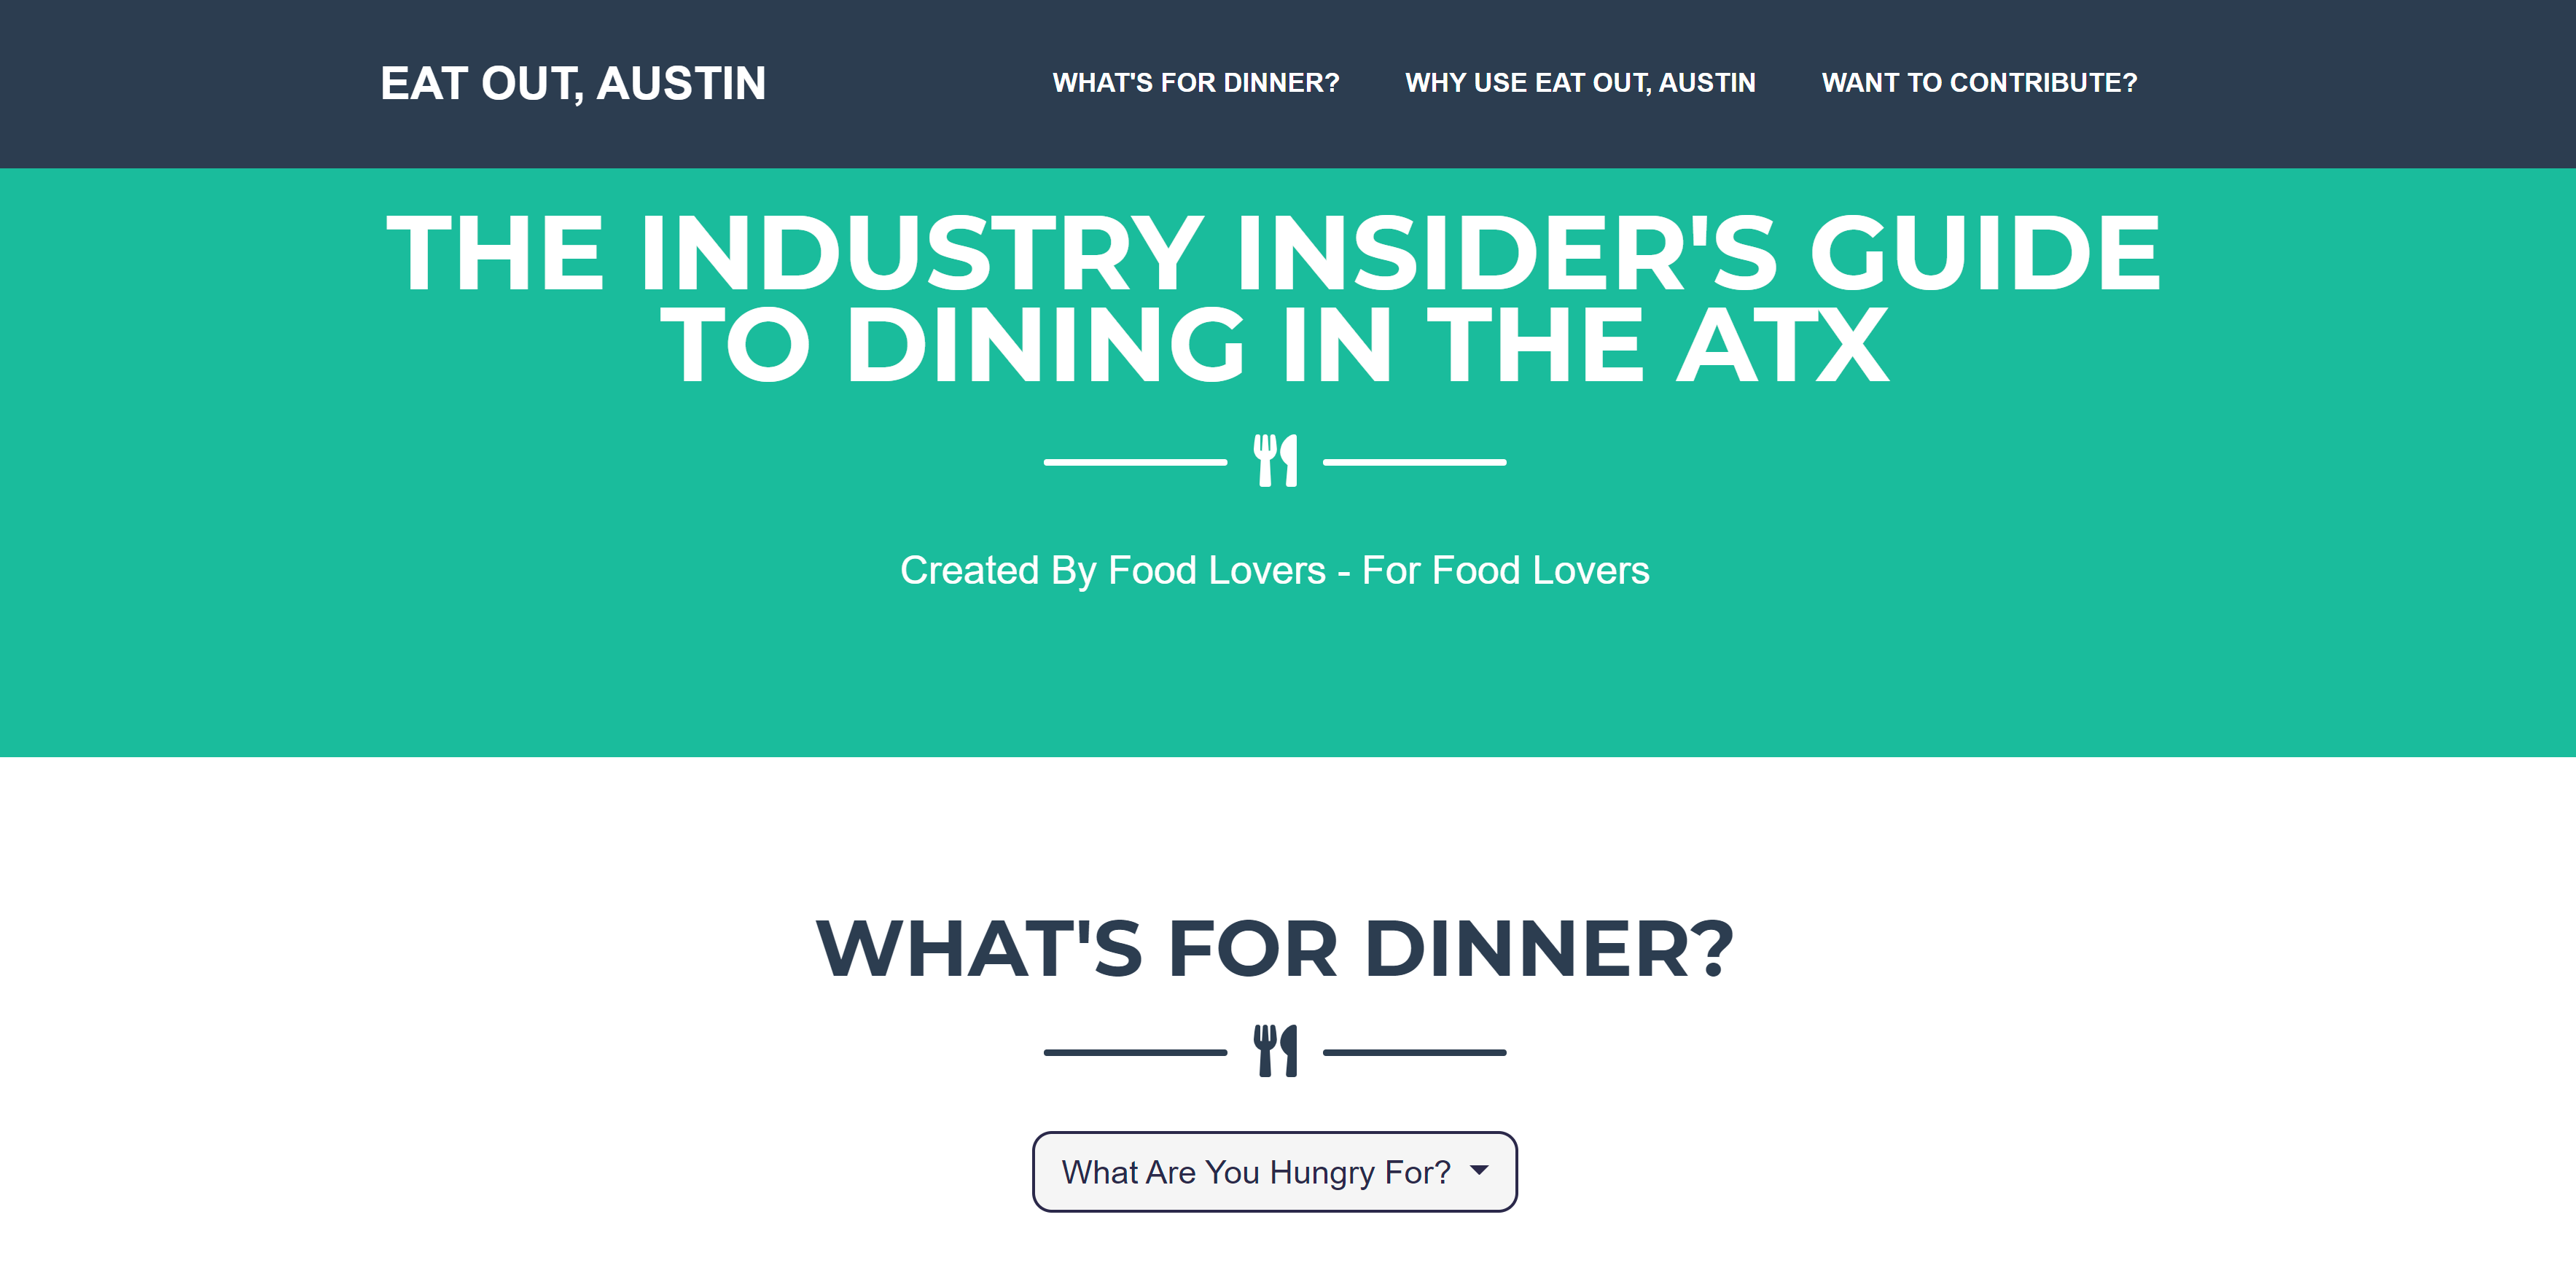 EAT OUT, AUSTIN
WHAT'S FOR DINNER?
WHY USE EAT OUT, AUSTIN
WANT TO CONTRIBUTE?
THE INDUSTRY INSIDER'S GUIDE
TO DINING IN THE ATX
Created By Food Lovers - For Food Lovers
WHAT'S FOR DINNER?
What Are You Hungry For?